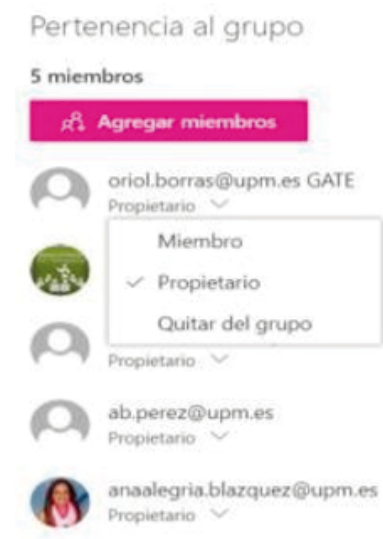 Pertenencia al grupo
5 miembros
Agregar miembros
oriol.borras@upm.es GATE
Propietario
Miembro
Propietario
Quitar del grupo
Propietario
ab.perez@upm.es
Propietario
anaalegria.blazquez@upm.es
Propietario